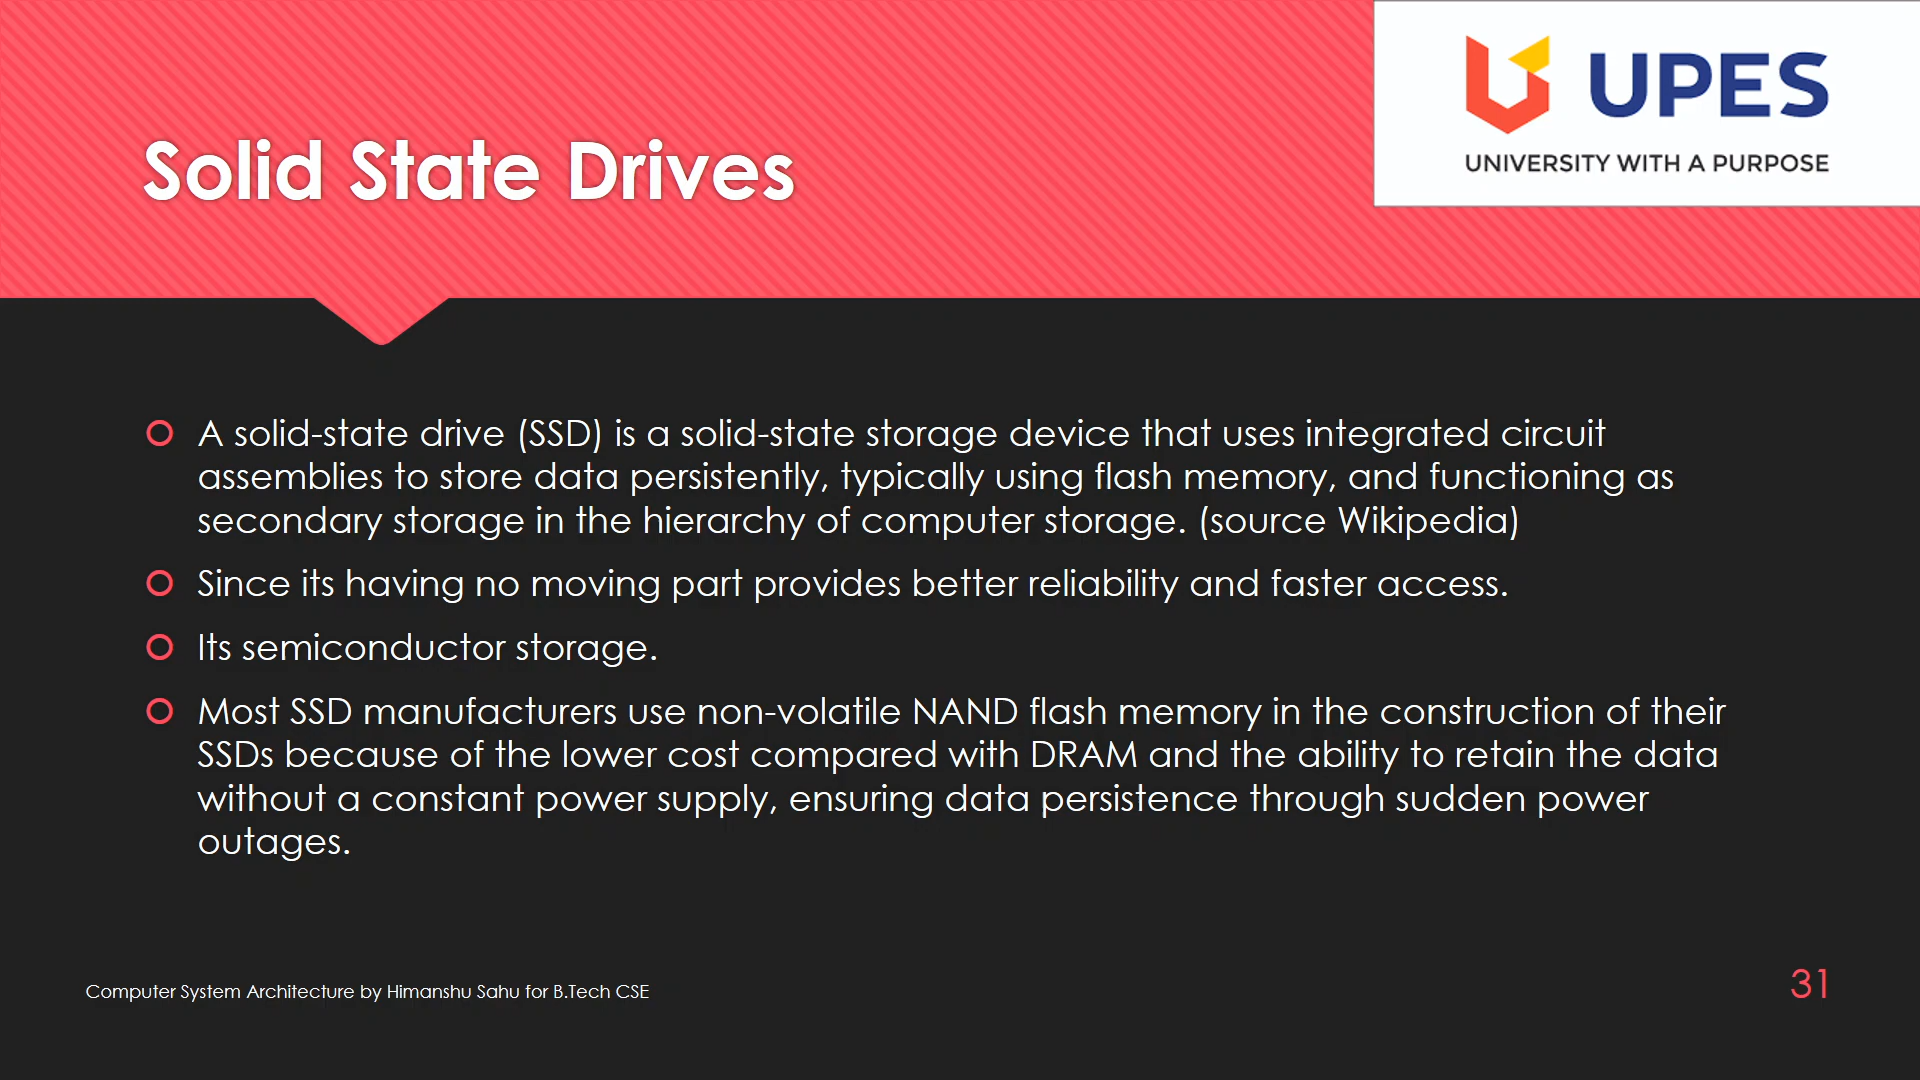 UPES
UNIVERSITY WITH A PURPOSE
Solid State Drives
A solid-state drive (SSD) is a solid-state storage device that uses integrated circuit
assemblies to store data persistently, typically using flash memory, and functioning as
secondary storage in the hierarchy of computer storage. (source Wikipedia)
Since its having no moving part provides better reliability and faster access.
Its semiconductor storage.
Most SSD manufacturers use non-volatile NAND flash memory in the construction of their
SSDs because of the lower cost compared with DRAM and the ability to retain the data
without a constant power supply, ensuring data persistence through sudden power
outages.
Computer System Architecture by Himanshu Sahu for B.Tech CSE
31